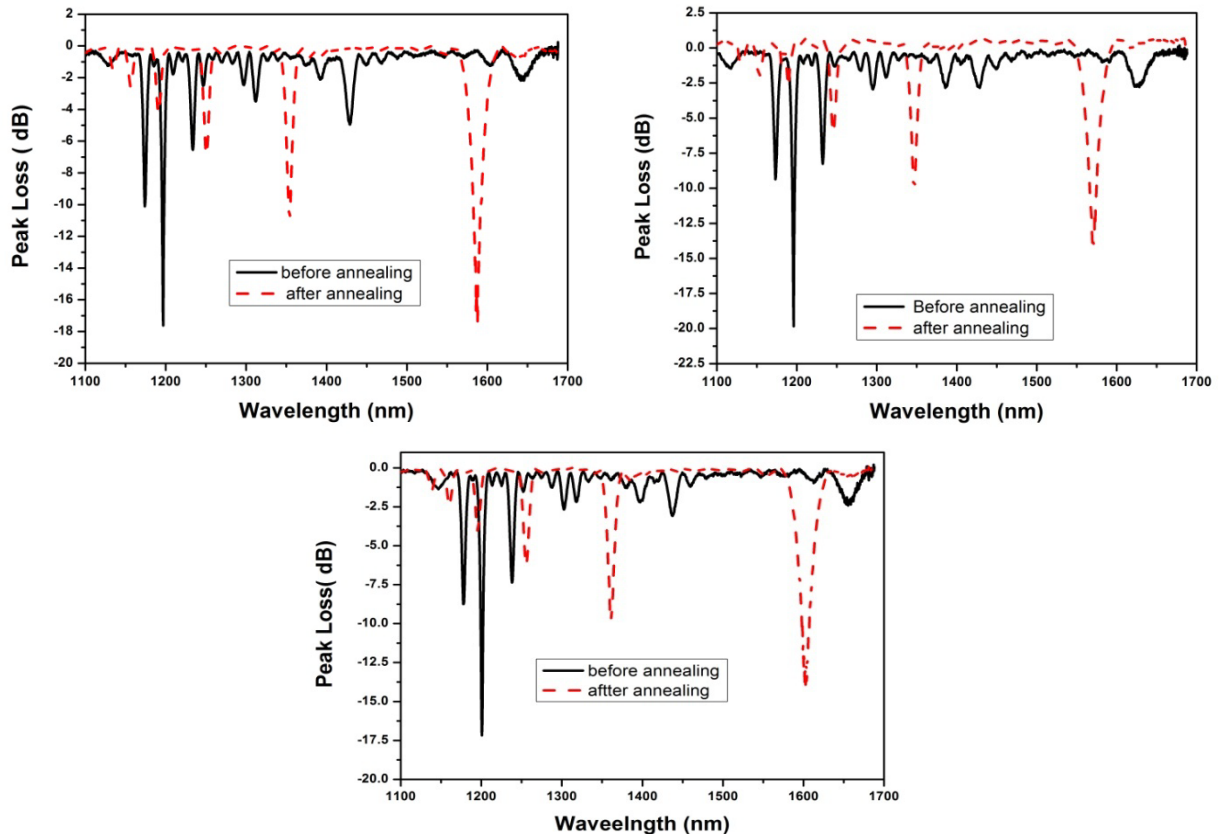 2
0
-2
-4
-6
-8
-10
-12
-14
-16
-18
-20
Peak Loss ( dB)
before annealing
after annealing
1100 1200 1300 1400 1500 1600 1700
Wavelength (nm)
2.5
0.0
-2.5
-5.0
-7.5
-10.0
-12.5
-15.0
-17.5
-20.0
-22.5
Peak Loss (dB)
Before annealing
after annealing
1100 1200 1300 1400 1500 1600 1700
Wavelength (nm)
0.0
-2.5
-5.0
-7.5
-10.0
-12.5
-15.0
-17.5
-20.0
Peak Loss( dB)
before annealing
aftter annealing
1100 1200 1300 1400 1500 1600 1700
Waveelngth (nm)